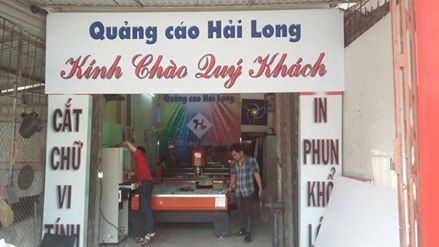 Quảng cáo Hải Long
Kính Chào Quý Khách
Quảng cáo Hải Long
CẮT
CHỮ
VI
TÍNH
IN
PHUN
KHỔ